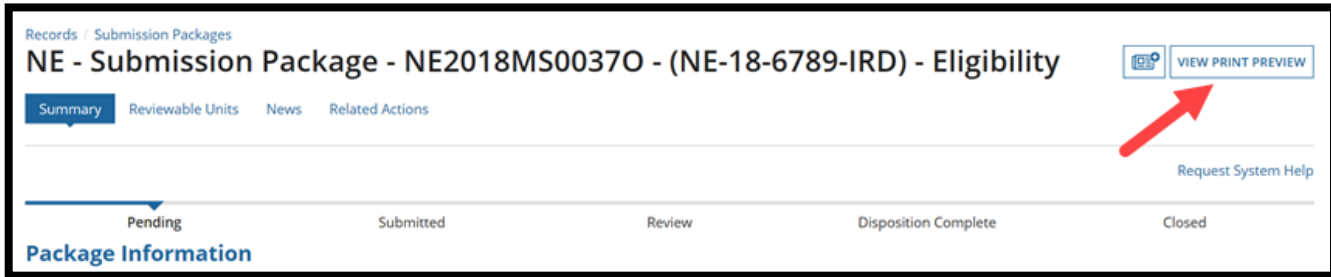 Records / Submission Packages
NE - Submission Package - NE2018MS0037O - (NE-18-6789-IRD) - Eligibility
VIEW PRINT PREVIEW
Summary Reviewable Units News Related Actions
Request System Help
Pending Submitted Review Disposition Complete Closed
Package Information